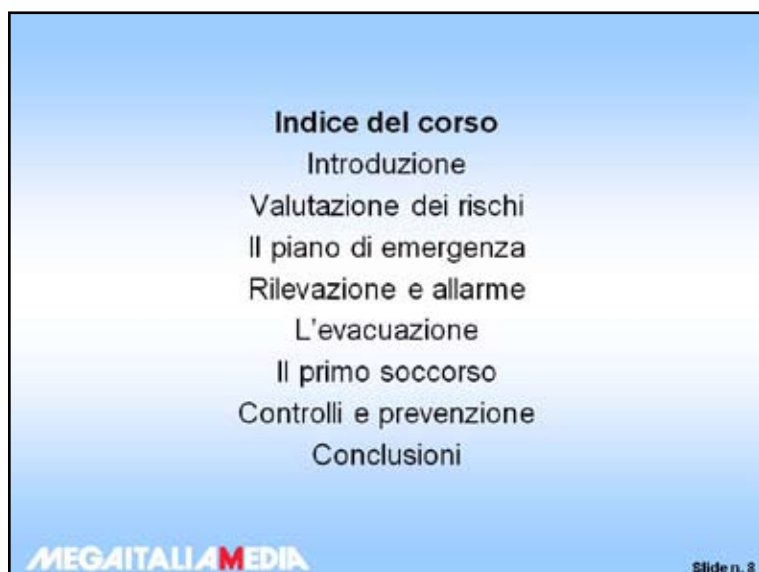 Indice del corso
Introduzione
Valutazione dei rischi
Il piano di emergenza
Rilevazione e allarme
L'evacuazione
Il primo soccorso
Controlli e prevenzione
Conclusioni
MEGAITALIAMEDIA
Slide n. 8